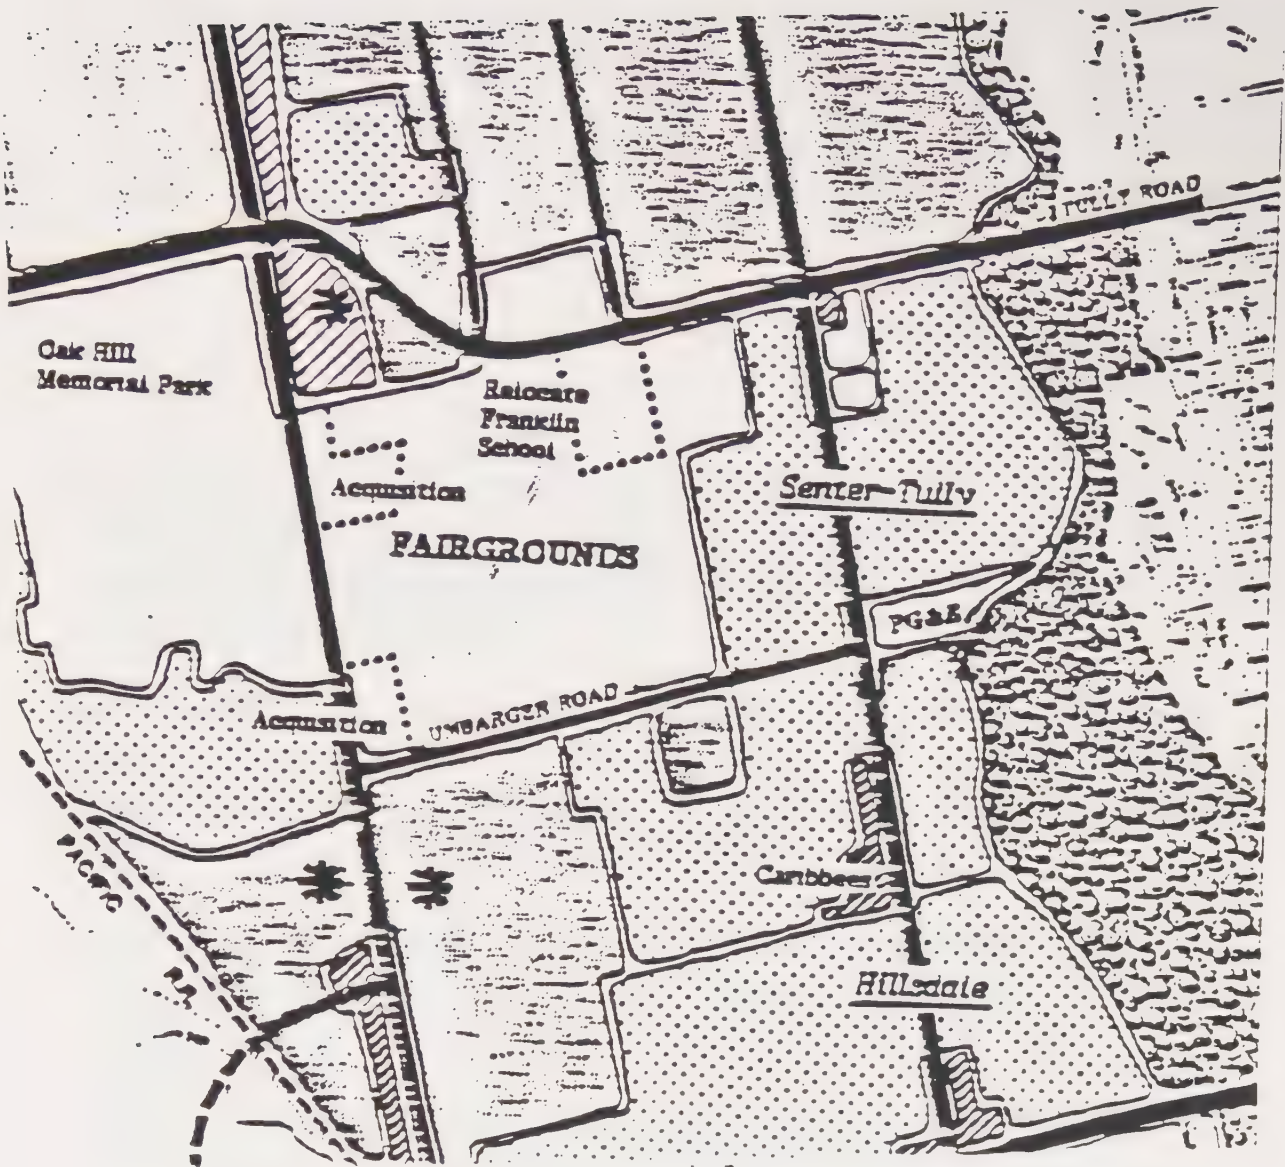 TULLY ROAD
Oak Hill
Memorial Park
Relocate
Franklin
School
Acquisition
Senter-Tully
FAIRGROUNDS
PG&E
Acquisition
UMBARGER ROAD
PACIFIC
Caribbees
Hillsdale